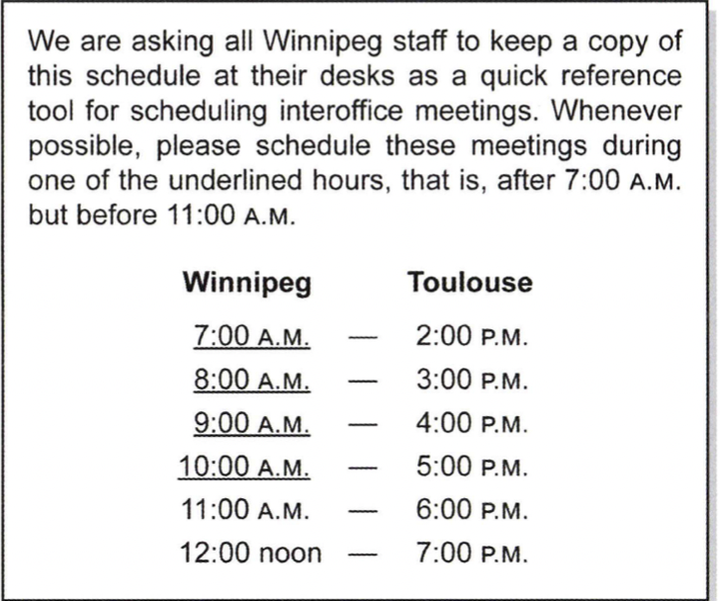 We are asking all Winnipeg staff to keep a copy of
this schedule at their desks as a quick reference
tool for scheduling interoffice meetings. Whenever
possible, please schedule these meetings during
one of the underlined hours, that is, after 7:00 A.M.
but before 11:00 A.M.
Winnipeg Toulouse
7:00 A.M. — 2:00 P.M.
8:00 A.M. — 3:00 P.M.
9:00 A.M. — 4:00 P.M.
10:00 A.M. — 5:00 P.M.
11:00 A.M. — 6:00 P.M.
12:00 noon — 7:00 P.M.